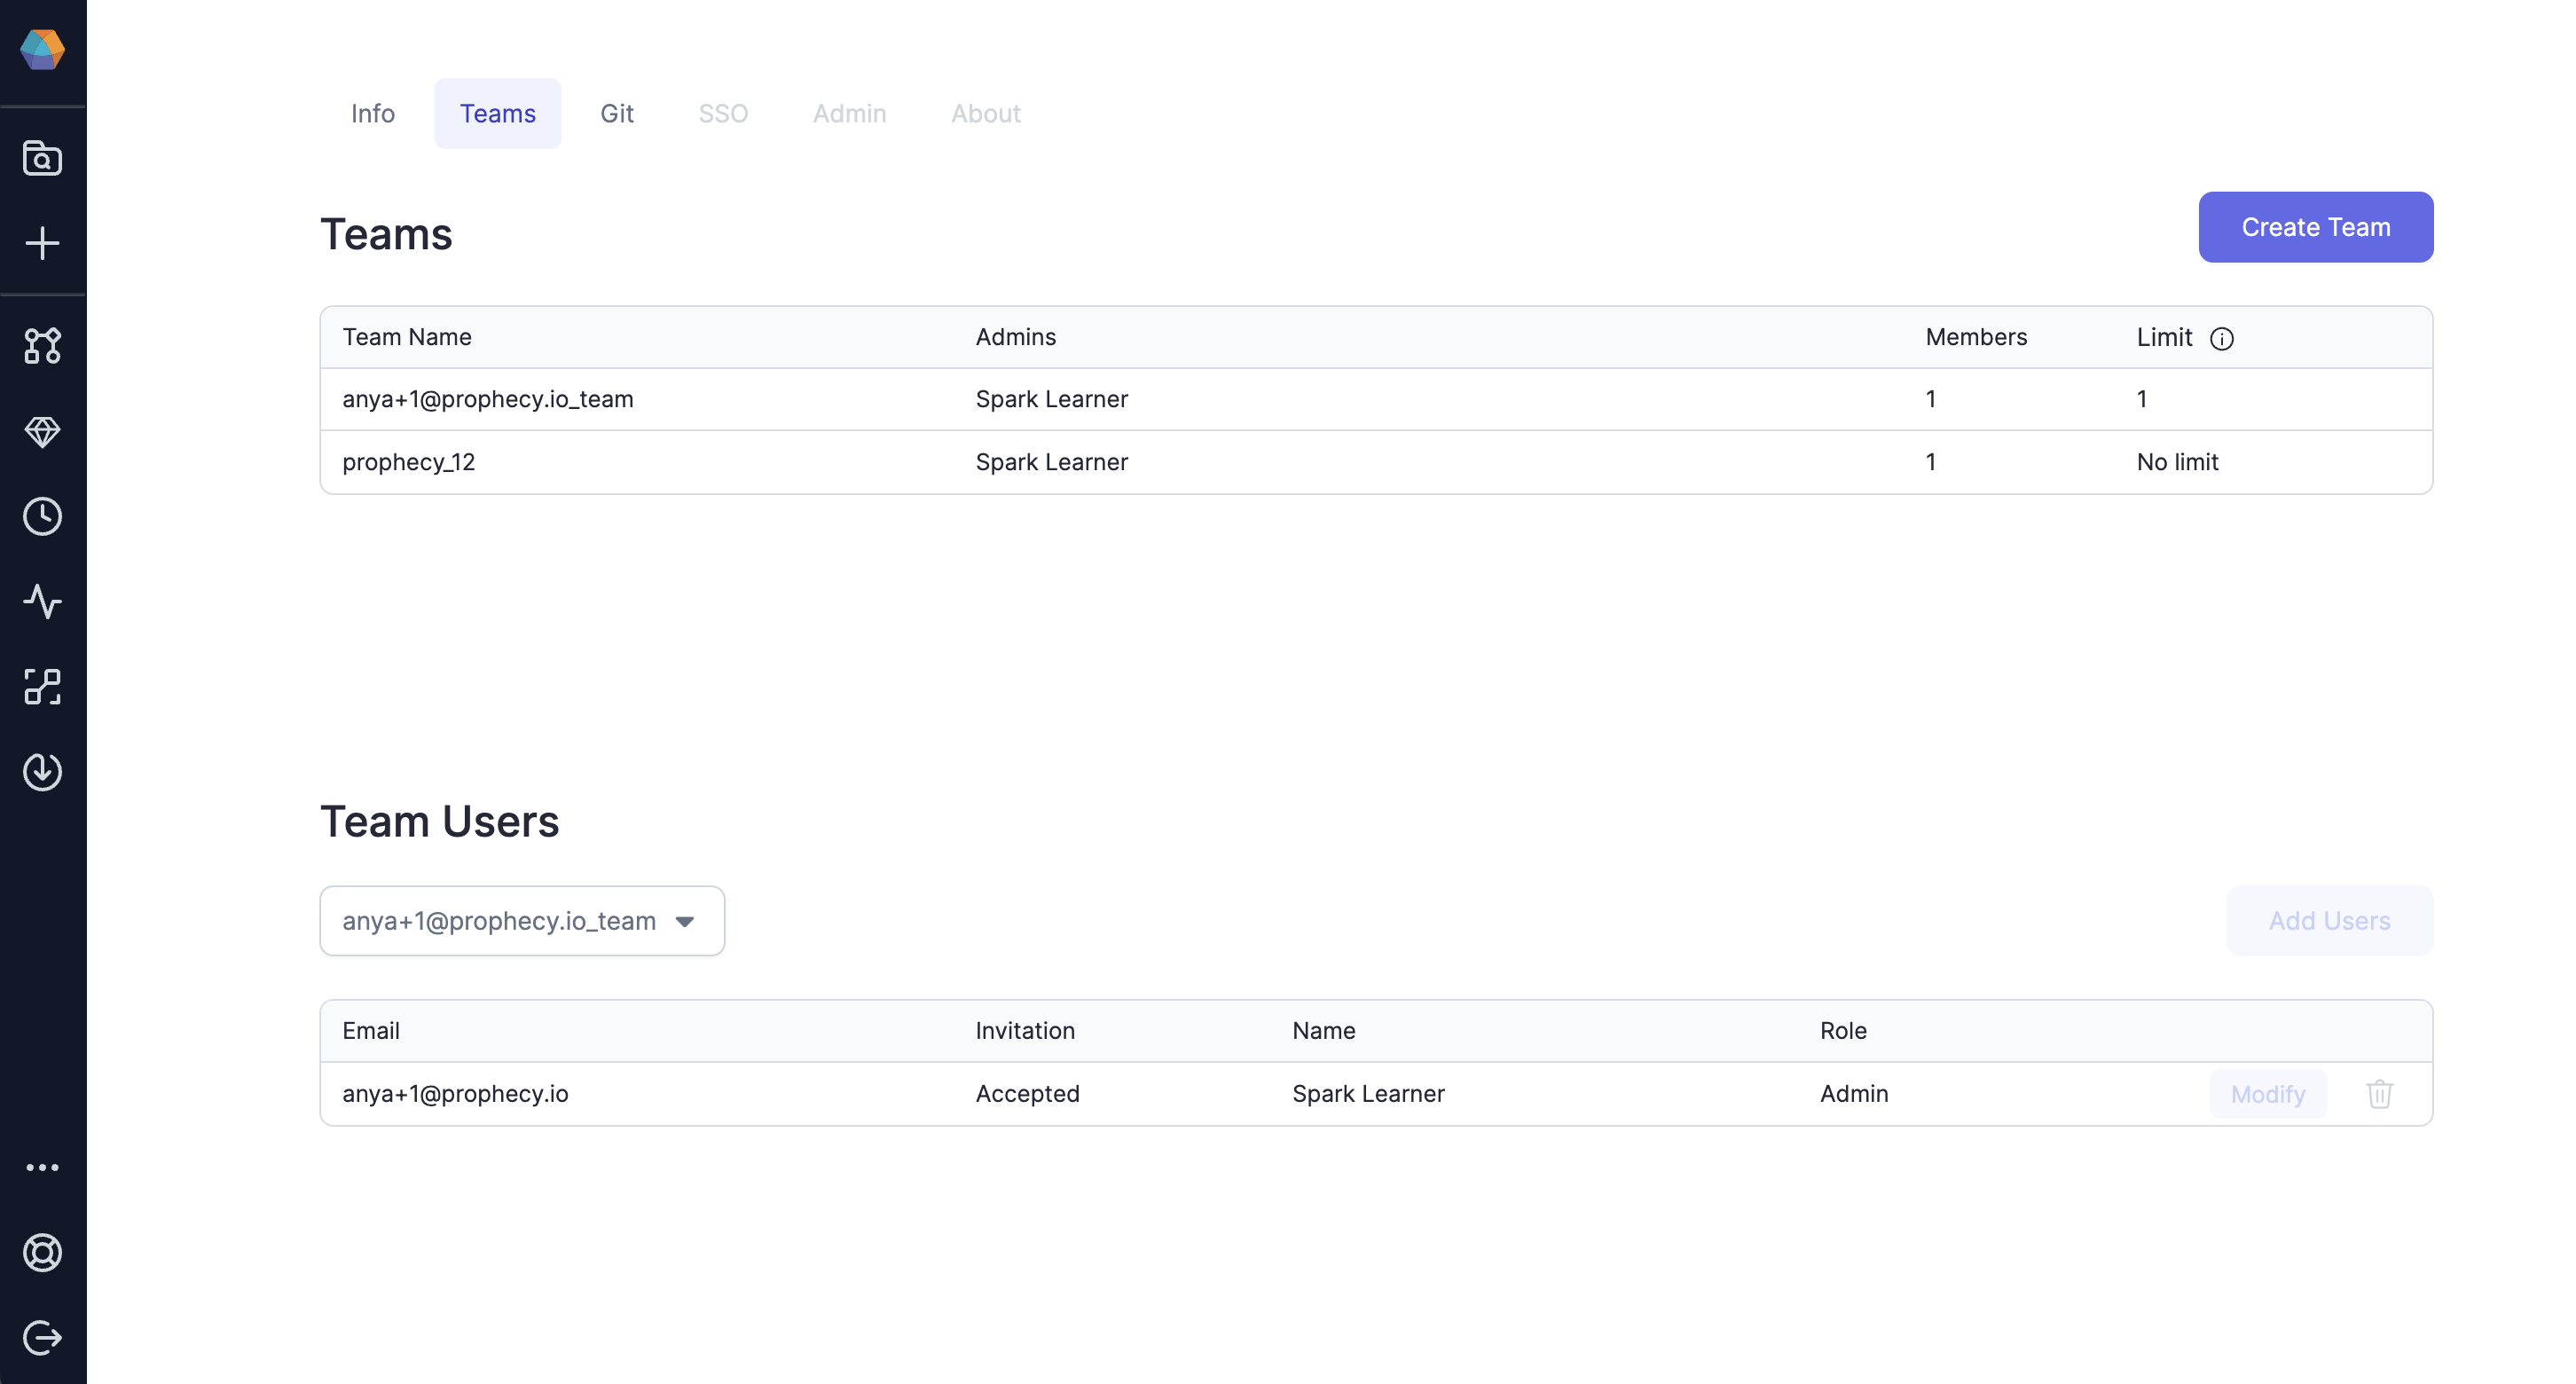 Info Teams Git SSO Admin About
Teams
Create Team
Team Name Admins Members Limit
anya+1@prophecy.io_team Spark Learner 1 1
prophecy_12 Spark Learner 1 No limit
Team Users
anya+1@prophecy.io_team
Add Users
Email Invitation Name Role
anya+1@prophecy.io Accepted Spark Learner Admin Modify